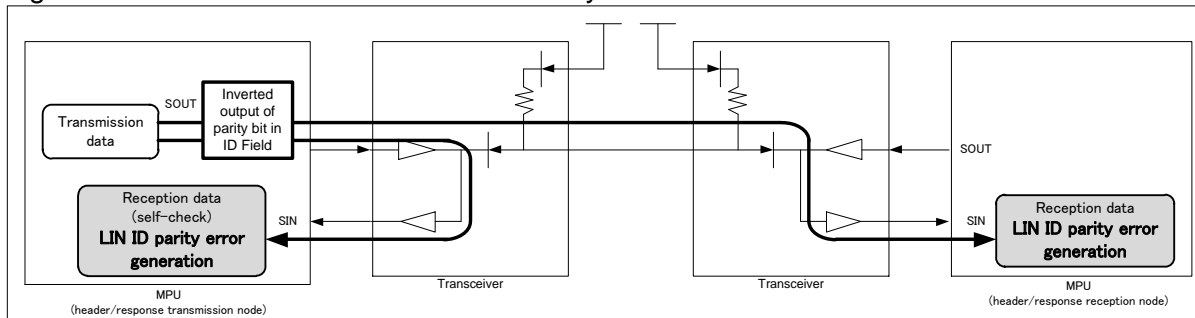 SOUT
Transmission
data
Inverted
output of
parity bit in
ID Field
Reception data
(self-check)
LIN ID parity error
generation
SIN
MPU
(header/response transmission node)
Transceiver
Transceiver
SOUT
SIN
Reception data
LIN ID parity error
generation
MPU
(header/response reception node)